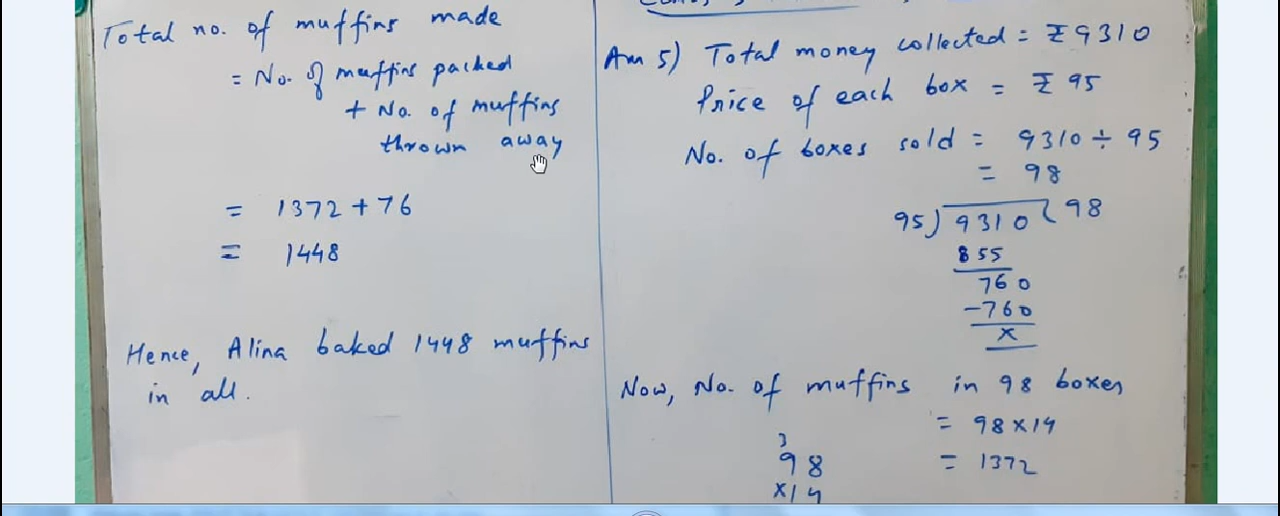 Total no. of muffins made
= No. of muffins packed
+ No. of muffins
thrown away
= 1372 + 76
= 1448
Hence, Alina baked 1448 muffins
in all.
Ans 5) Total money collected = ₹9310
Price of each box = ₹ 95
No. of boxes sold = 9310 ÷ 95
= 98
95) 9310 ( 98
855
760
-760
x
Now, No. of muffins in 98 boxes
= 98 × 14
= 1372
3
98
×14